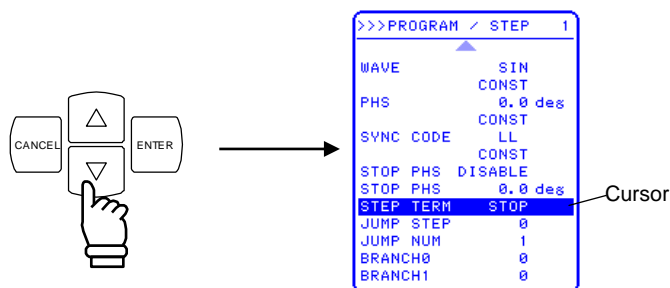 CANCEL
ENTER
>>>PROGRAM / STEP 1
WAVE SIN
CONST
PHS 0.0 deg
CONST
SYNC CODE LL
CONST
STOP PHS DISABLE
STOP PHS 0.0 deg
STEP TERM STOP
JUMP STEP 0
JUMP NUM 1
BRANCH0 0
BRANCH1 0
Cursor